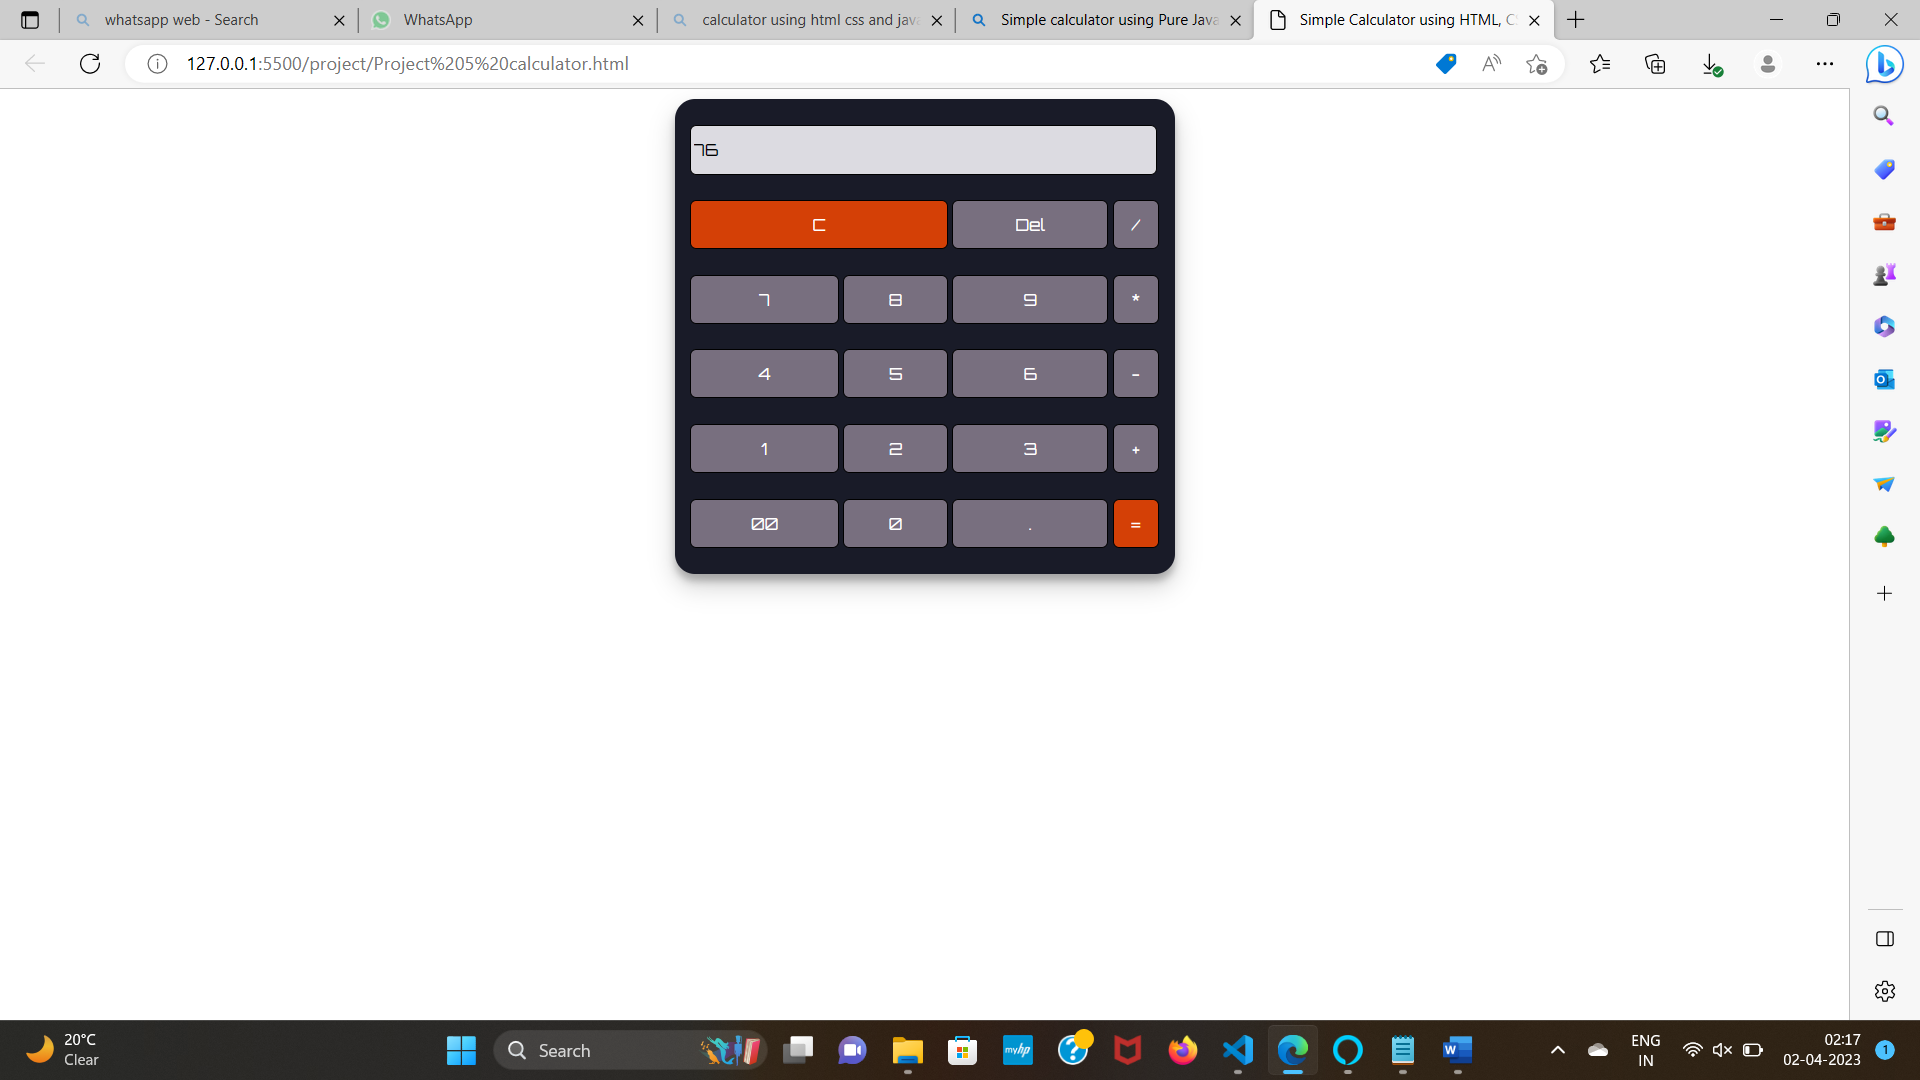 whatsapp web - Search
WhatsApp
calculator using html css and jav
Simple calculator using Pure Java
Simple Calculator using HTML, C
127.0.0.1:5500/project/Project%205%20calculator.html
76
C Del /
7 8 9 *
4 5 6 -
1 2 3 +
00 0 . =
20°C
Clear
Search
myhp
ENG
IN
02:17
02-04-2023
1